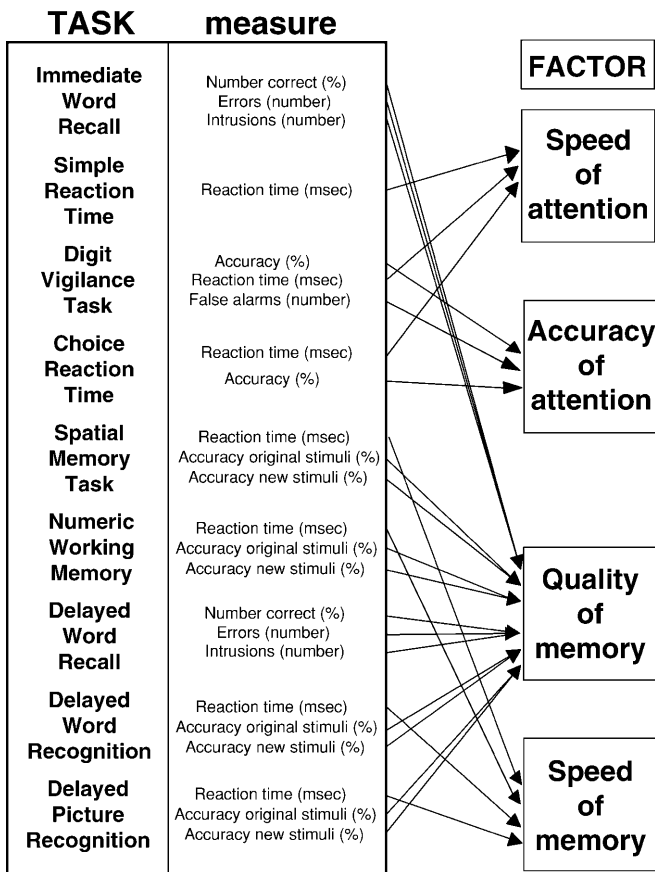 TASK
measure
FACTOR
Immediate
Word
Recall
Number correct (%)
Errors (number)
Intrusions (number)
Simple
Reaction
Time
Reaction time (msec)
Digit
Vigilance
Task
Accuracy (%)
Reaction time (msec)
False alarms (number)
Choice
Reaction
Time
Reaction time (msec)
Accuracy (%)
Spatial
Memory
Task
Reaction time (msec)
Accuracy original stimuli (%)
Accuracy new stimuli (%)
Numeric
Working
Memory
Reaction time (msec)
Accuracy original stimuli (%)
Accuracy new stimuli (%)
Delayed
Word
Recall
Number correct (%)
Errors (number)
Intrusions (number)
Delayed
Word
Recognition
Reaction time (msec)
Accuracy original stimuli (%)
Accuracy new stimuli (%)
Delayed
Picture
Recognition
Reaction time (msec)
Accuracy original stimuli (%)
Accuracy new stimuli (%)
Speed
of
attention
Accuracy
of
attention
Quality
of
memory
Speed
of
memory